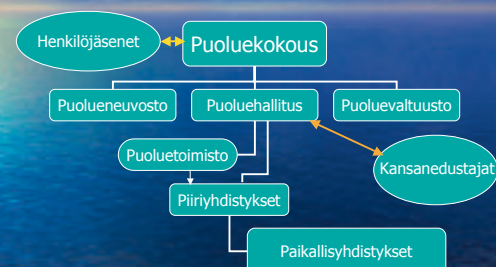 Henkilöjäsenet
Puoluekokous
Puolueneuvosto
Puoluehallitus
Puoluevaltuusto
Puoluetoimisto
Kansanedustajat
Piiriyhdistykset
Paikallisyhdistykset